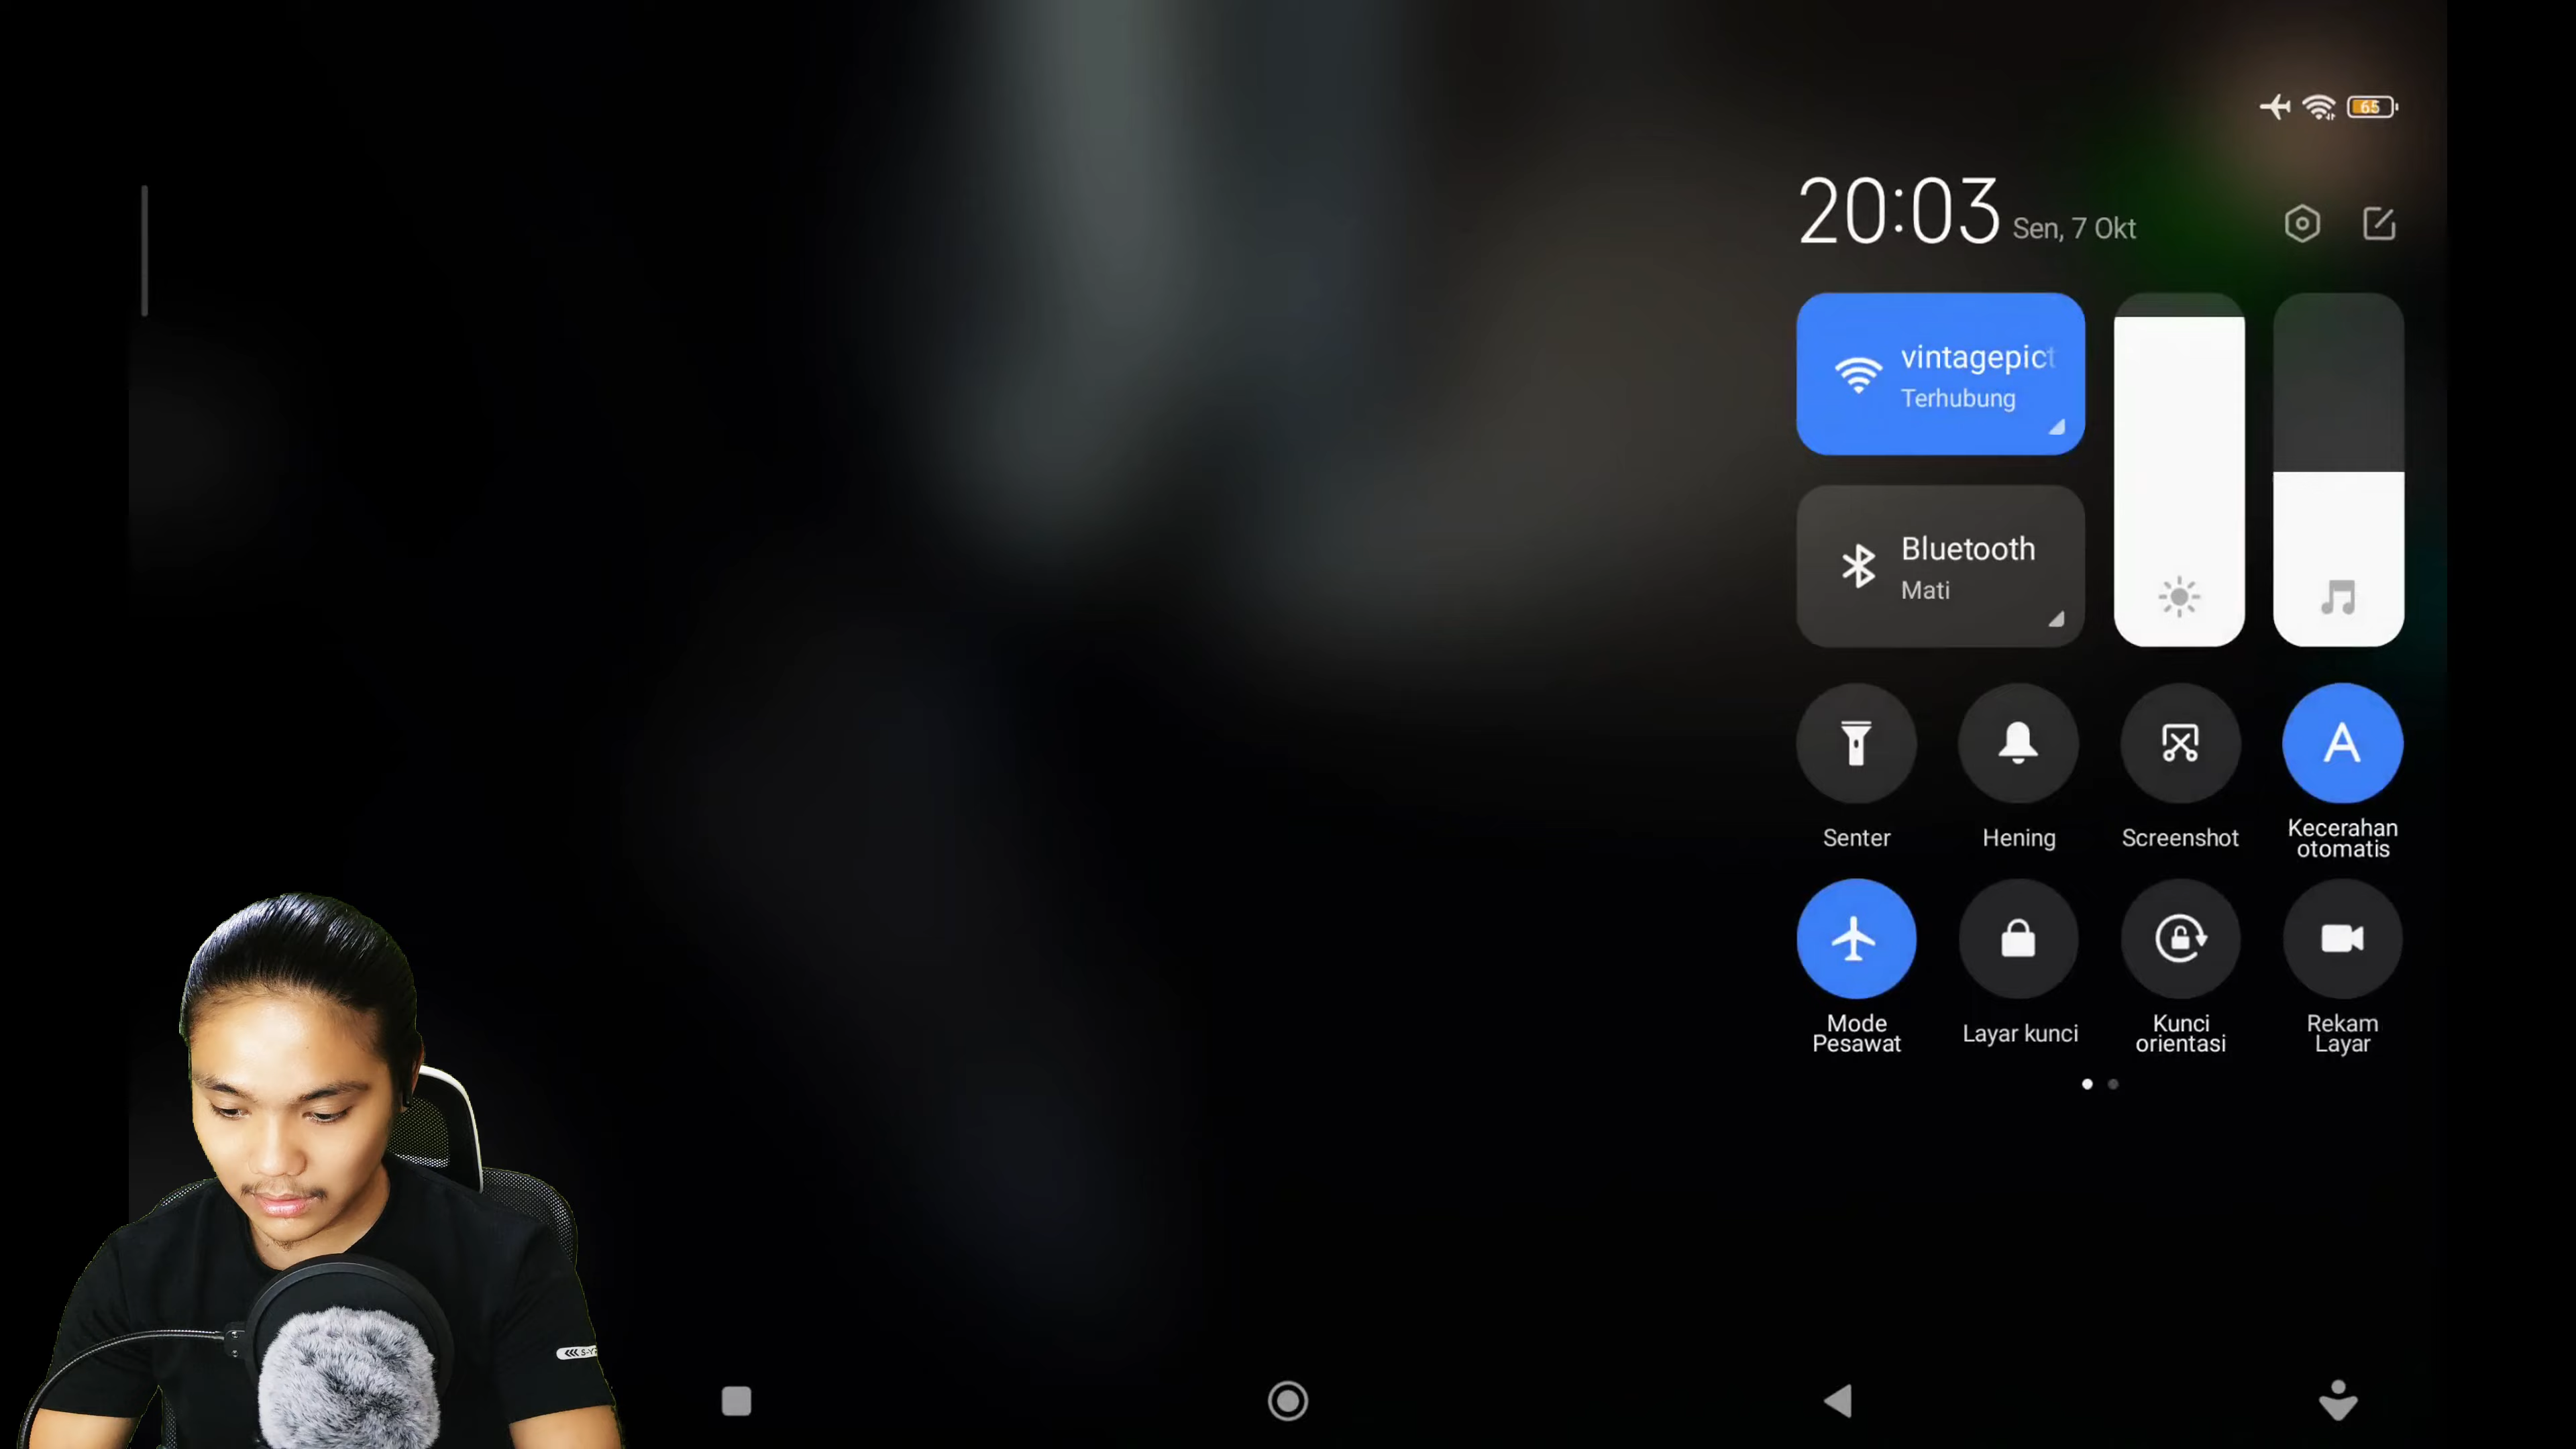 65
20:03 Sen, 7 Okt
vintagepict
Terhubung
Bluetooth
Mati
A
Senter
Hening
Screenshot
Kecerahan
otomatis
Mode
Pesawat
Layar kunci
Kunci
orientasi
Rekam
Layar